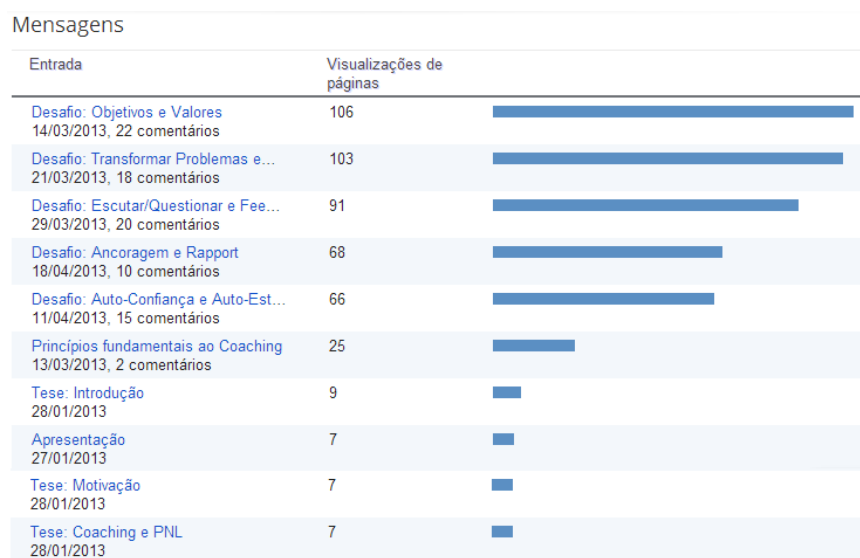 Mensagens
Entrada
Visualizações de
páginas
Desafio: Objetivos e Valores
106
14/03/2013, 22 comentários
Desafio: Transformar Problemas e...
103
21/03/2013, 18 comentários
Desafio: Escutar/Questionar e Fee...
91
29/03/2013, 20 comentários
Desafio: Ancoragem e Rapport
68
18/04/2013, 10 comentários
Desafio: Auto-Confiança e Auto-Est...
66
11/04/2013, 15 comentários
Princípios fundamentais ao Coaching
25
13/03/2013, 2 comentários
Tese: Introdução
9
28/01/2013
Apresentação
7
27/01/2013
Tese: Motivação
7
28/01/2013
Tese: Coaching e PNL
7
28/01/2013